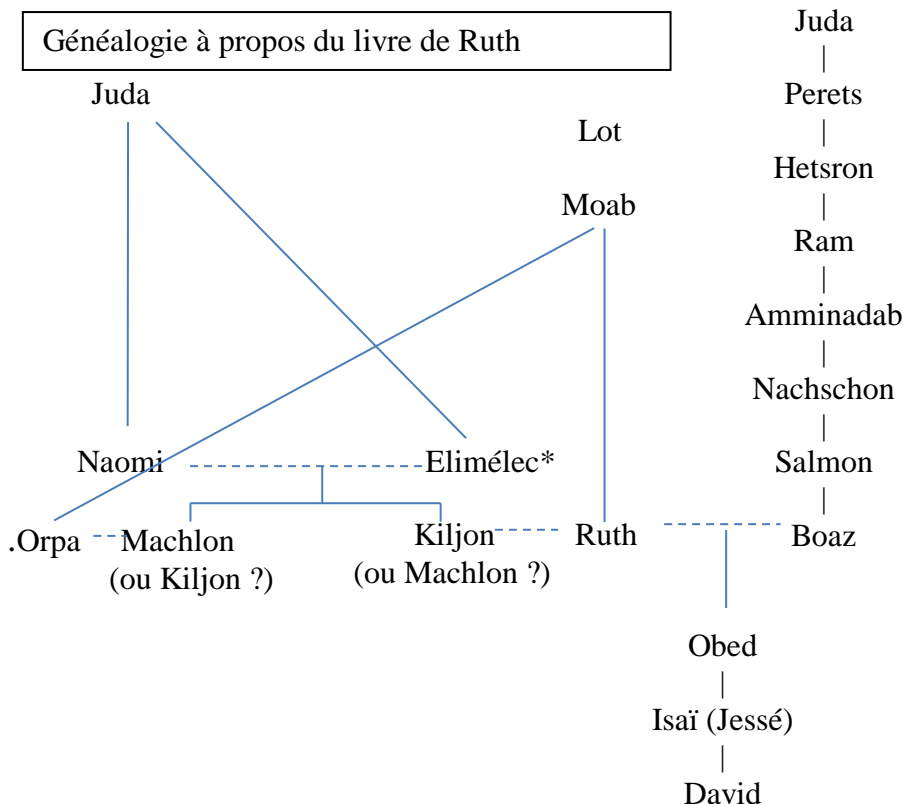 Généalogie à propos du livre de Ruth
Juda
Juda
Perets
Lot
Hetsron
Moab
Ram
Amminadab
Nachschon
Naomi Elimélec* Salmon
.Orpa Machlon Kiljon Ruth Boaz
(ou Kiljon ?) (ou Machlon ?)
Obed
Isaï (Jessé)
David